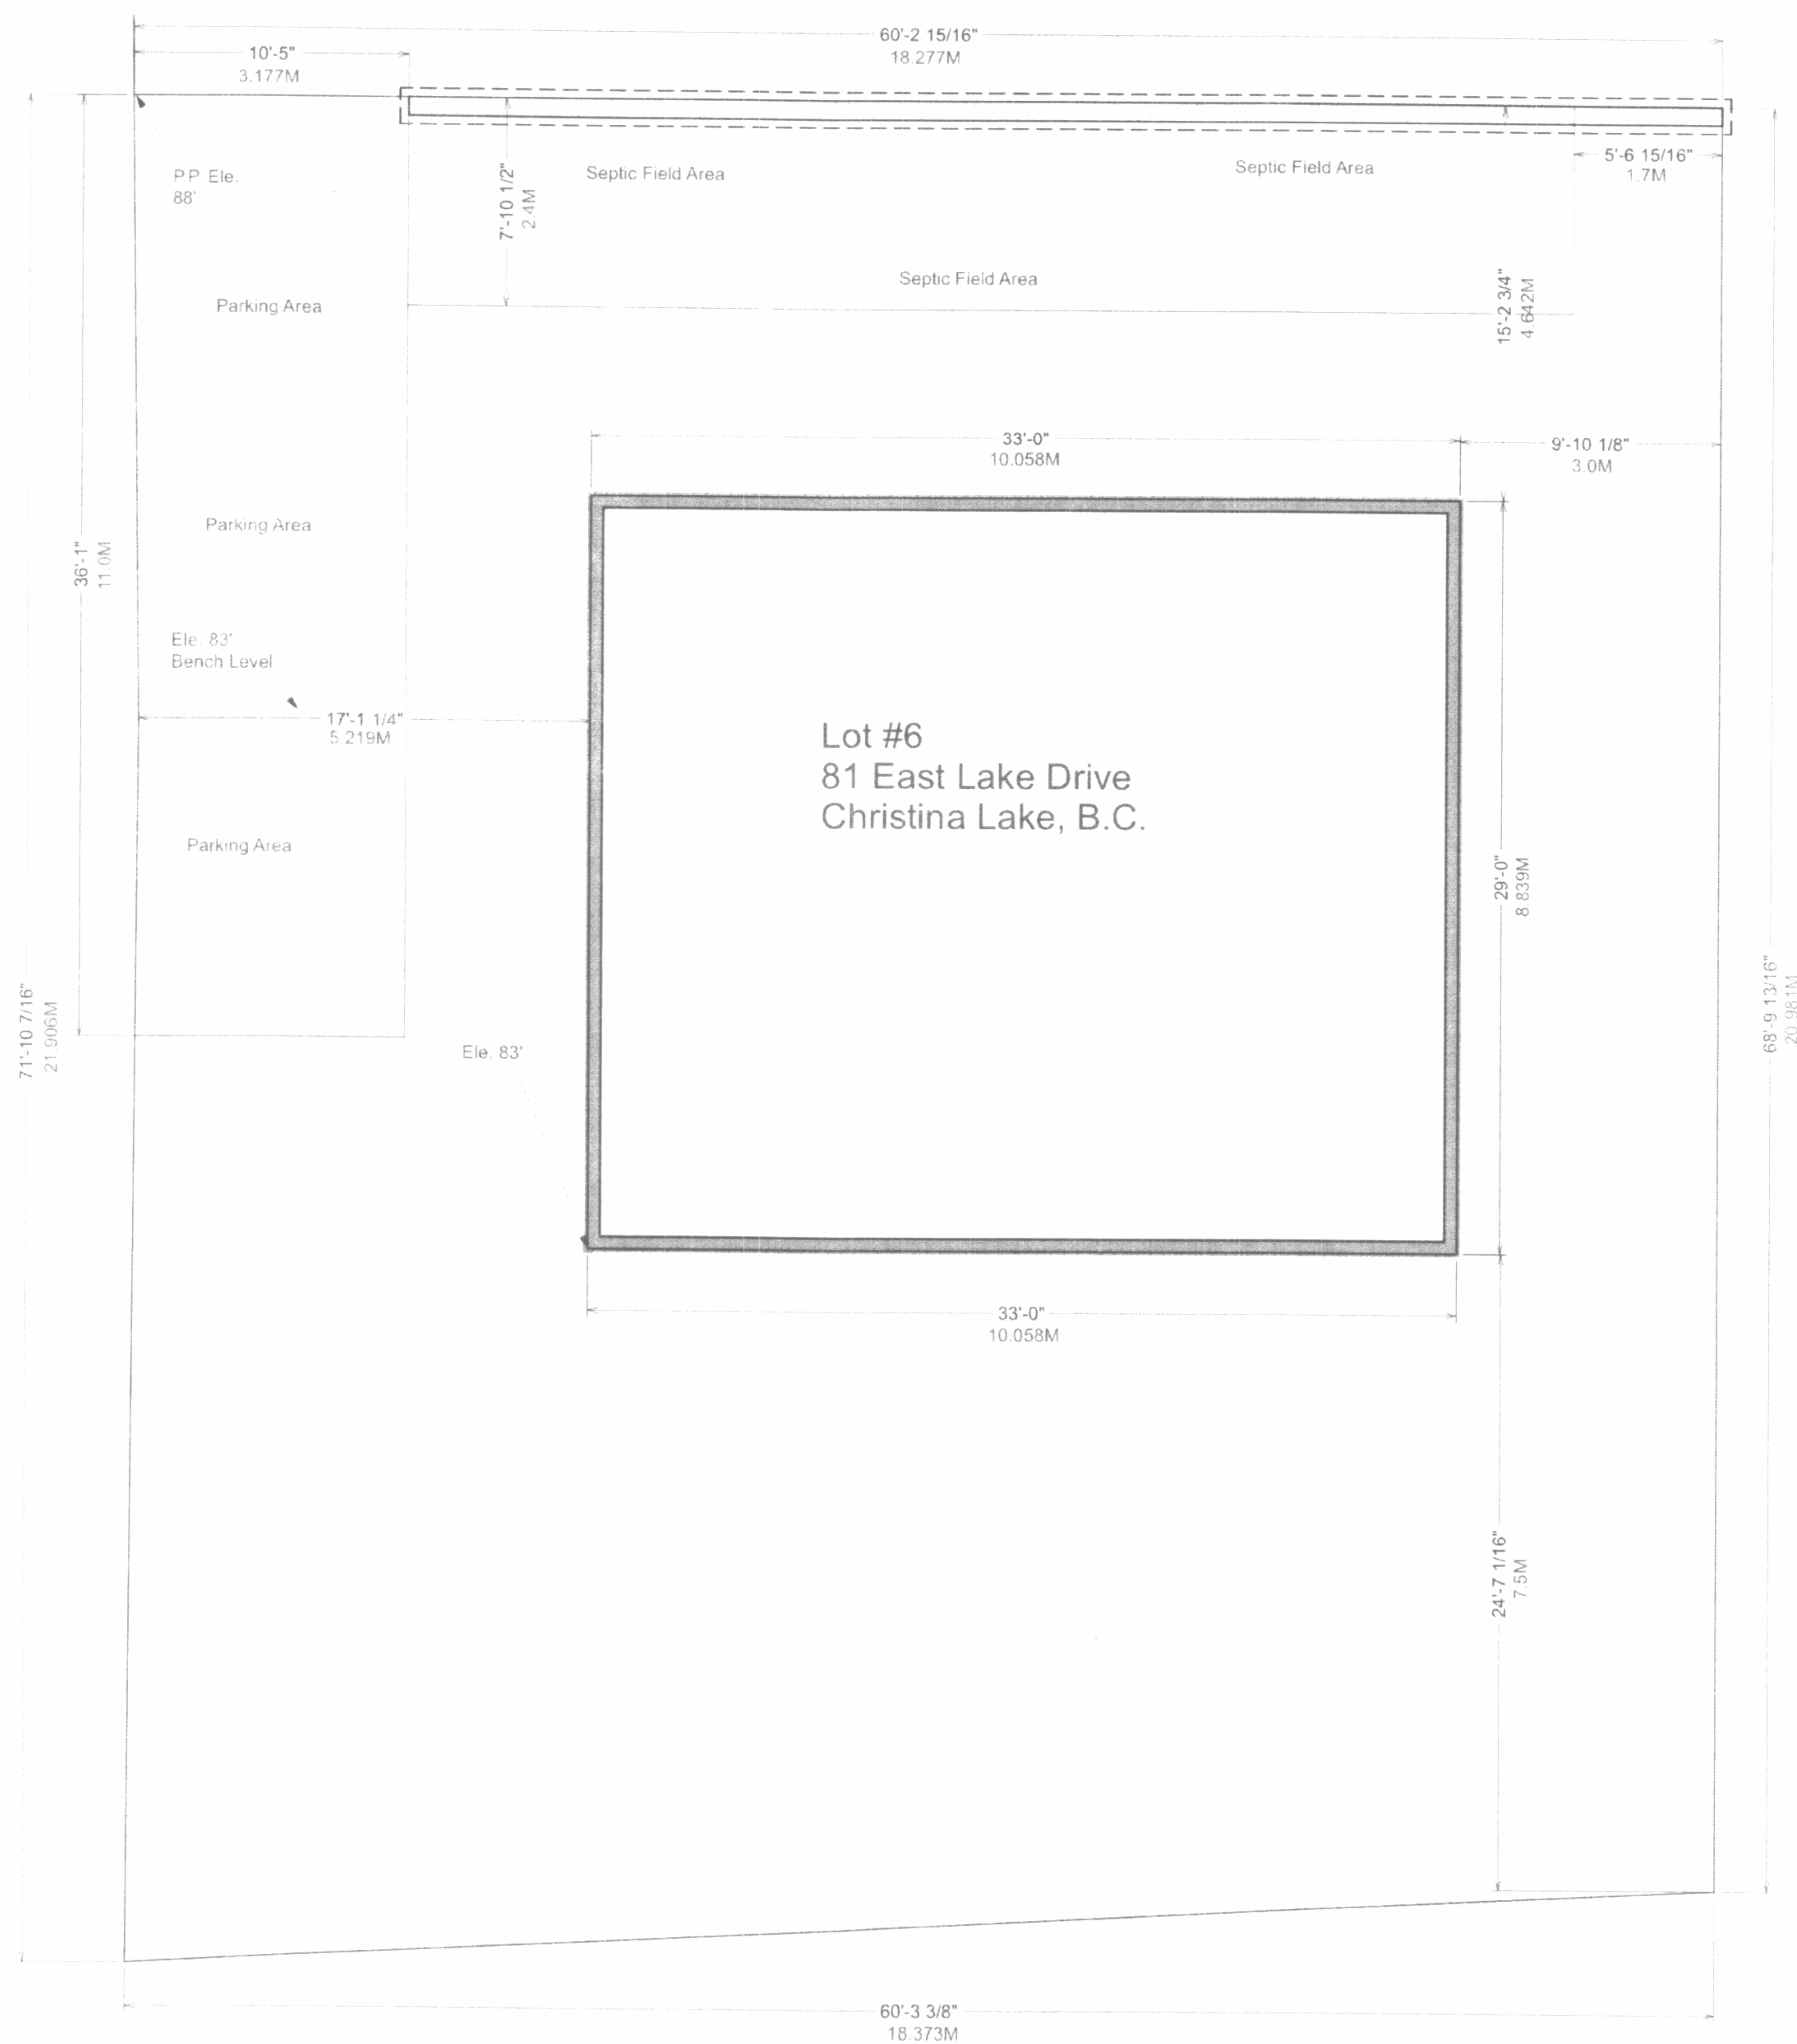 60'-2 15/16"
18.277M
10'-5"
3.177M
5'-6 15/16"
1.7M
P.P. Ele.
88'
7'-10 1/2"
2.4M
Septic Field Area
Septic Field Area
Septic Field Area
Parking Area
15'-2 3/4"
4.642M
33'-0"
10.058M
9'-10 1/8"
3.0M
Parking Area
36'-1"
11.0M
Ele. 83'
Bench Level
17'-1 1/4"
5.219M
Lot #6
81 East Lake Drive
Christina Lake, B.C.
Parking Area
29'-0"
8.839M
71'-10 7/16"
21.906M
68'-9 13/16"
20.981M
Ele. 83'
33'-0"
10.058M
24'-7 1/16"
7.5M
60'-3 3/8"
18.373M